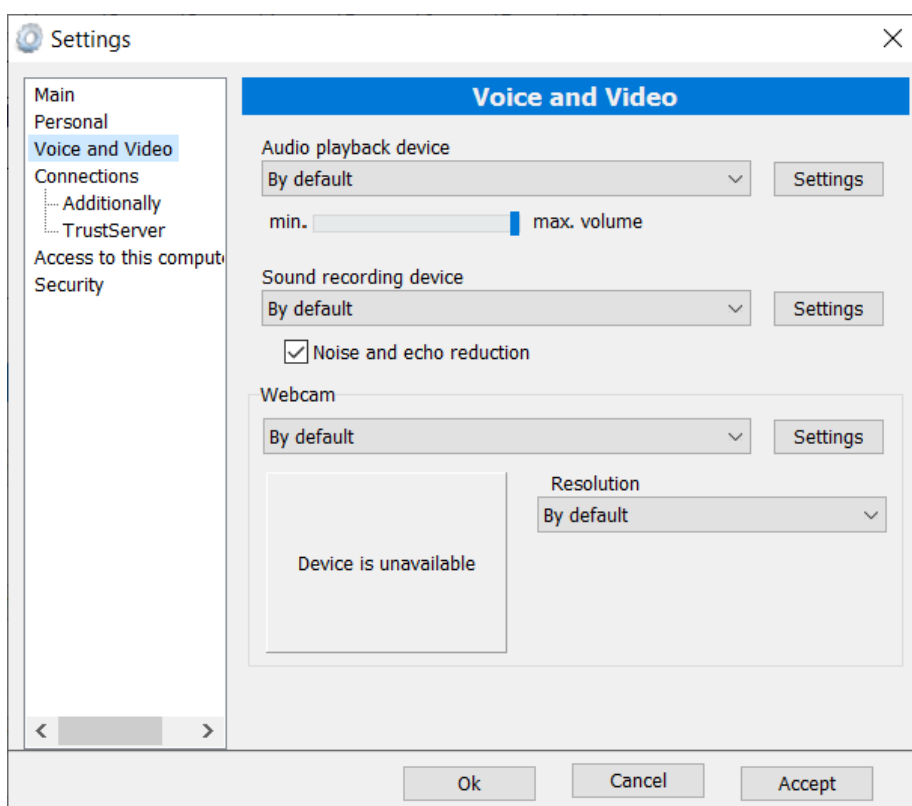 Settings
Main
Personal
Voice and Video
Connections
Additionally
TrustServer
Access to this compute
Security
Voice and Video
Audio playback device
By default
Settings
min. max. volume
Sound recording device
By default
Settings
Noise and echo reduction
Webcam
By default
Settings
Device is unavailable
Resolution
By default
Ok Cancel Accept